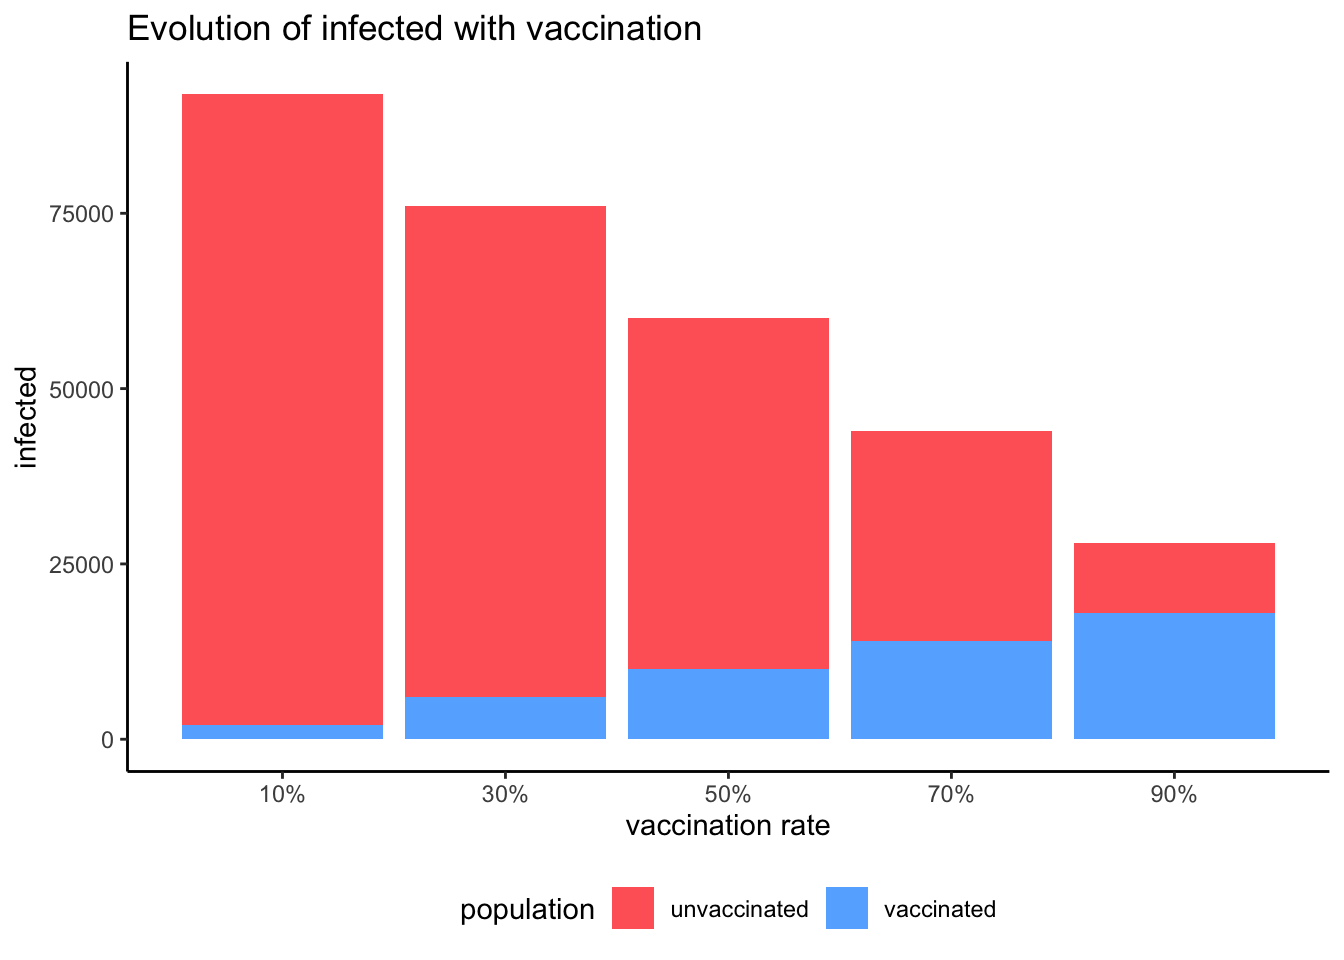 Evolution of infected with vaccination
infected
75000
50000
25000
0
10% 30% 50% 70% 90%
vaccination rate
population unvaccinated vaccinated